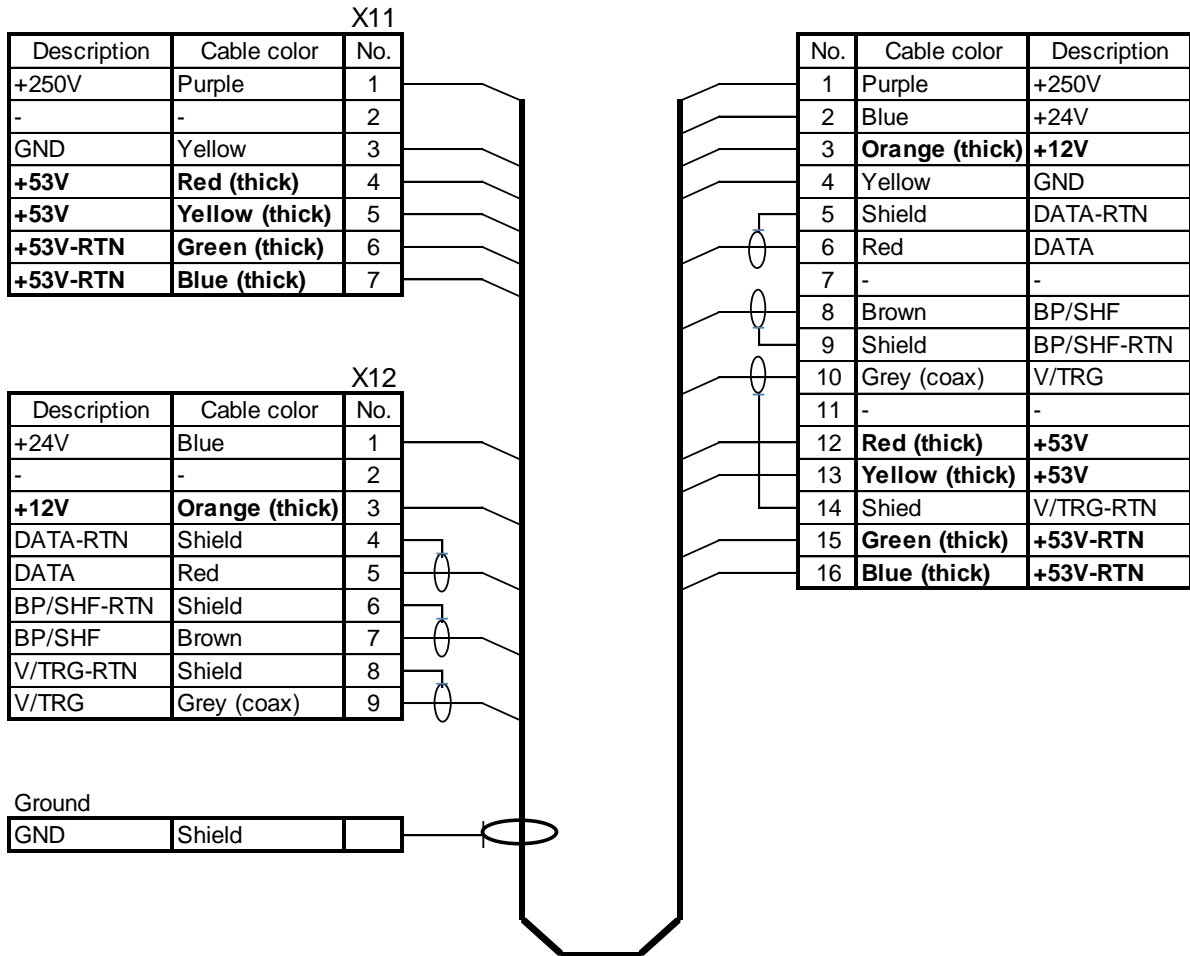 X11
Description Cable color No.
+250V Purple 1
- - 2
GND Yellow 3
+53V Red (thick) 4
+53V Yellow (thick) 5
+53V-RTN Green (thick) 6
+53V-RTN Blue (thick) 7
X12
Description Cable color No.
+24V Blue 1
- - 2
+12V Orange (thick) 3
DATA-RTN Shield 4
DATA Red 5
BP/SHF-RTN Shield 6
BP/SHF Brown 7
V/TRG-RTN Shield 8
V/TRG Grey (coax) 9
Ground
GND Shield
No. Cable color Description
1 Purple +250V
2 Blue +24V
3 Orange (thick) +12V
4 Yellow GND
5 Shield DATA-RTN
6 Red DATA
7 - -
8 Brown BP/SHF
9 Shield BP/SHF-RTN
10 Grey (coax) V/TRG
11 - -
12 Red (thick) +53V
13 Yellow (thick) +53V
14 Shied V/TRG-RTN
15 Green (thick) +53V-RTN
16 Blue (thick) +53V-RTN